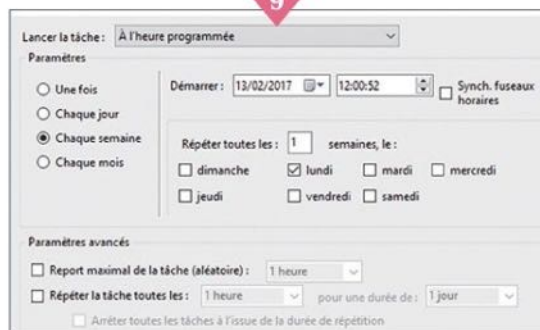 9
Lancer la tâche : À l'heure programmée
Paramètres
Une fois
Chaque jour
Chaque semaine
Chaque mois
Démarrer : 13/02/2017 12:00:52 Synch. fuseaux horaires
Répéter toutes les : 1 semaines, le :
dimanche lundi mardi mercredi
jeudi vendredi samedi
Paramètres avancés
Report maximal de la tâche (aléatoire) : 1 heure
Répéter la tâche toutes les : 1 heure pour une durée de : 1 jour
Arrêter toutes les tâches à l'issue de la durée de répétition